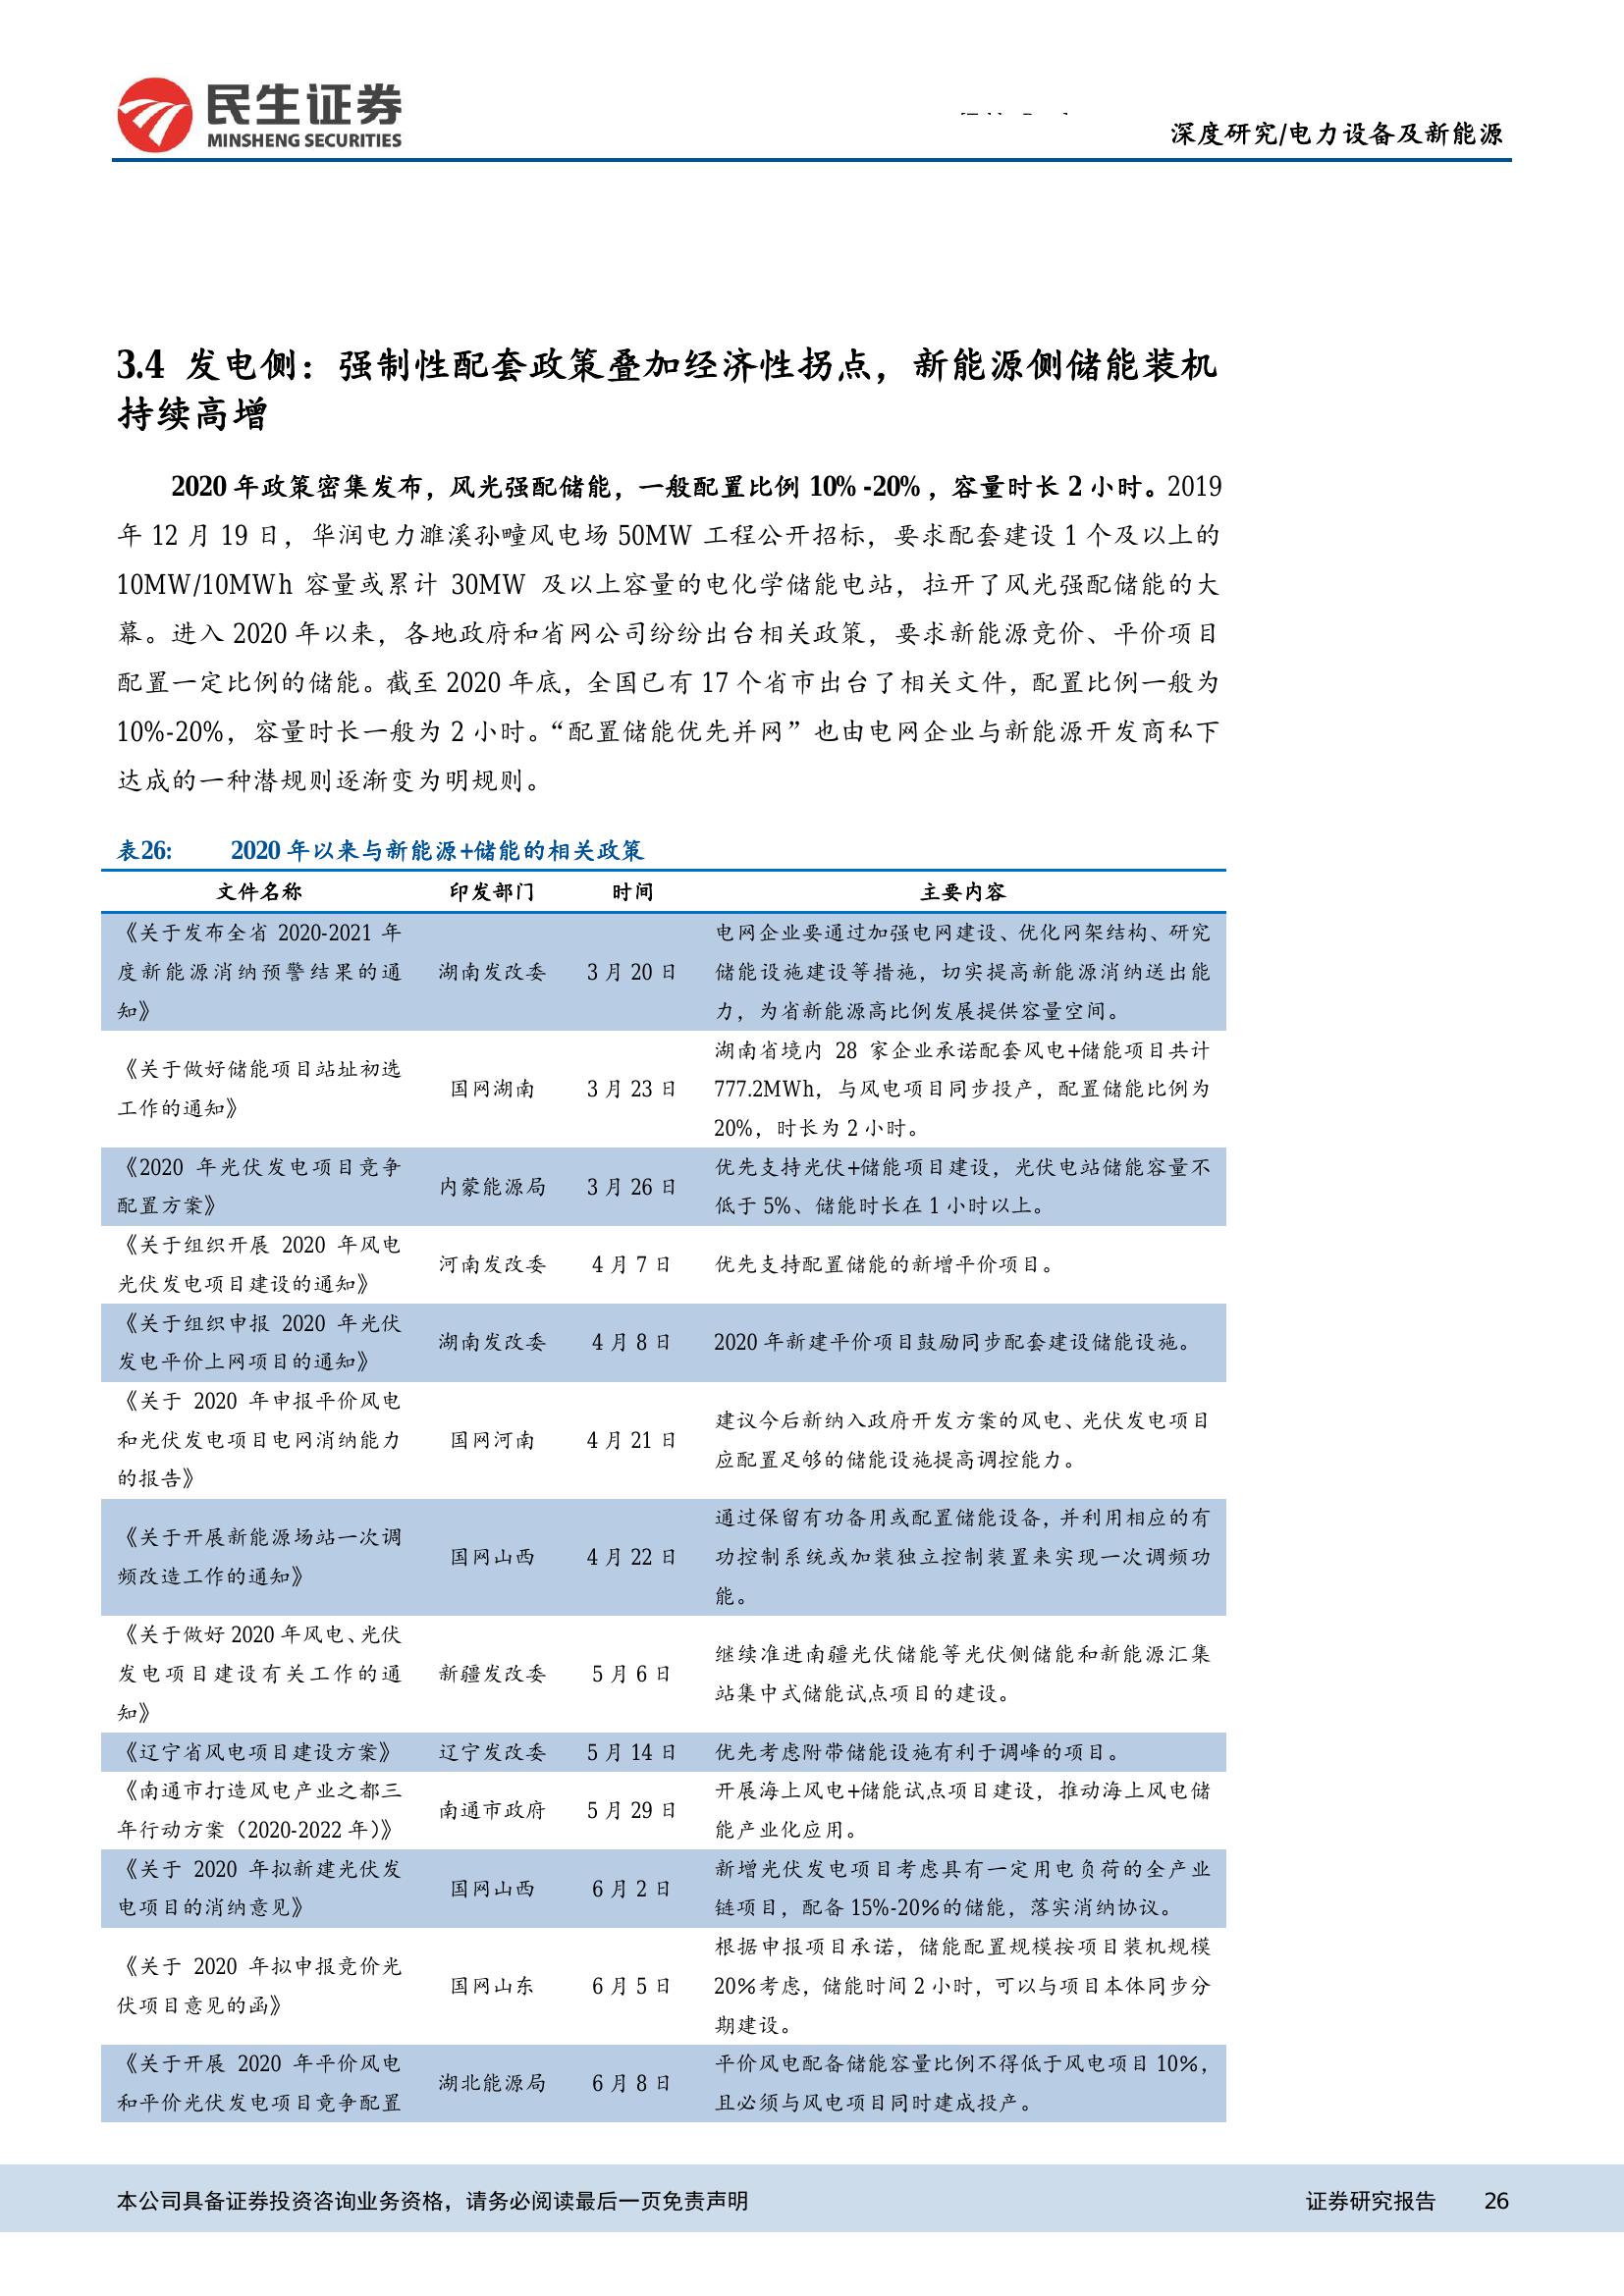 民生证券
MINSHENG SECURITIES
深度研究/电力设备及新能源
3.4 发电侧：强制性配套政策叠加经济性拐点，新能源侧储能装机
持续高增
2020 年政策密集发布，风光强配储能，一般配置比例 10%-20%，容量时长 2 小时。2019
年 12 月 19 日，华润电力濉溪孙疃风电场 50MW 工程公开招标，要求配套建设 1 个及以上的
10MW/10MWh 容量或累计 30MW 及以上容量的电化学储能电站，拉开了风光强配储能的大
幕。进入 2020 年以来，各地政府和省网公司纷纷出台相关政策，要求新能源竞价、平价项目
配置一定比例的储能。截至 2020 年底，全国已有 17 个省市出台了相关文件，配置比例一般为
10%-20%，容量时长一般为 2 小时。“配置储能优先并网”也由电网企业与新能源开发商私下
达成的一种潜规则逐渐变为明规则。
表26: 2020 年以来与新能源+储能的相关政策
文件名称 印发部门 时间 主要内容
《关于发布全省 2020-2021 年
度新能源消纳预警结果的通
知》
湖南发改委 3 月 20 日
电网企业要通过加强电网建设、优化网架结构、研究
储能设施建设等措施，切实提高新能源消纳送出能
力，为省新能源高比例发展提供容量空间。
《关于做好储能项目站址初选
工作的通知》
国网湖南 3 月 23 日
湖南省境内 28 家企业承诺配套风电+储能项目共计
777.2MWh，与风电项目同步投产，配置储能比例为
20%，时长为 2 小时。
《2020 年光伏发电项目竞争
配置方案》
内蒙能源局 3 月 26 日
优先支持光伏+储能项目建设，光伏电站储能容量不
低于 5%、储能时长在 1 小时以上。
《关于组织开展 2020 年风电
光伏发电项目建设的通知》
河南发改委 4 月 7 日
优先支持配置储能的新增平价项目。
《关于组织申报 2020 年光伏
发电平价上网项目的通知》
湖南发改委 4 月 8 日
2020 年新建平价项目鼓励同步配套建设储能设施。
《关于 2020 年申报平价风电
和光伏发电项目电网消纳能力
的报告》
国网河南 4 月 21 日
建议今后新纳入政府开发方案的风电、光伏发电项目
应配置足够的储能设施提高调控能力。
《关于开展新能源场站一次调
频改造工作的通知》
国网山西 4 月 22 日
通过保留有功备用或配置储能设备，并利用相应的有
功控制系统或加装独立控制装置来实现一次调频功
能。
《关于做好 2020 年风电、光伏
发电项目建设有关工作的通
知》
新疆发改委 5 月 6 日
继续准进南疆光伏储能等光伏侧储能和新能源汇集
站集中式储能试点项目的建设。
《辽宁省风电项目建设方案》 辽宁发改委 5 月 14 日 优先考虑附带储能设施有利于调峰的项目。
《南通市打造风电产业之都三
年行动方案（2020-2022 年）》
南通市政府 5 月 29 日
开展海上风电+储能试点项目建设，推动海上风电储
能产业化应用。
《关于 2020 年拟新建光伏发
电项目的消纳意见》
国网山西 6 月 2 日
新增光伏发电项目考虑具有一定用电负荷的全产业
链项目，配备 15%-20%的储能，落实消纳协议。
《关于 2020 年拟申报竞价光
伏项目意见的函》
国网山东 6 月 5 日
根据申报项目承诺，储能配置规模按项目装机规模
20%考虑，储能时间 2 小时，可以与项目本体同步分
期建设。
《关于开展 2020 年平价风电
和平价光伏发电项目竞争配置
湖北能源局 6 月 8 日
平价风电配备储能容量比例不得低于风电项目 10%，
且必须与风电项目同时建成投产。
本公司具备证券投资咨询业务资格，请务必阅读最后一页免责声明 证券研究报告 26